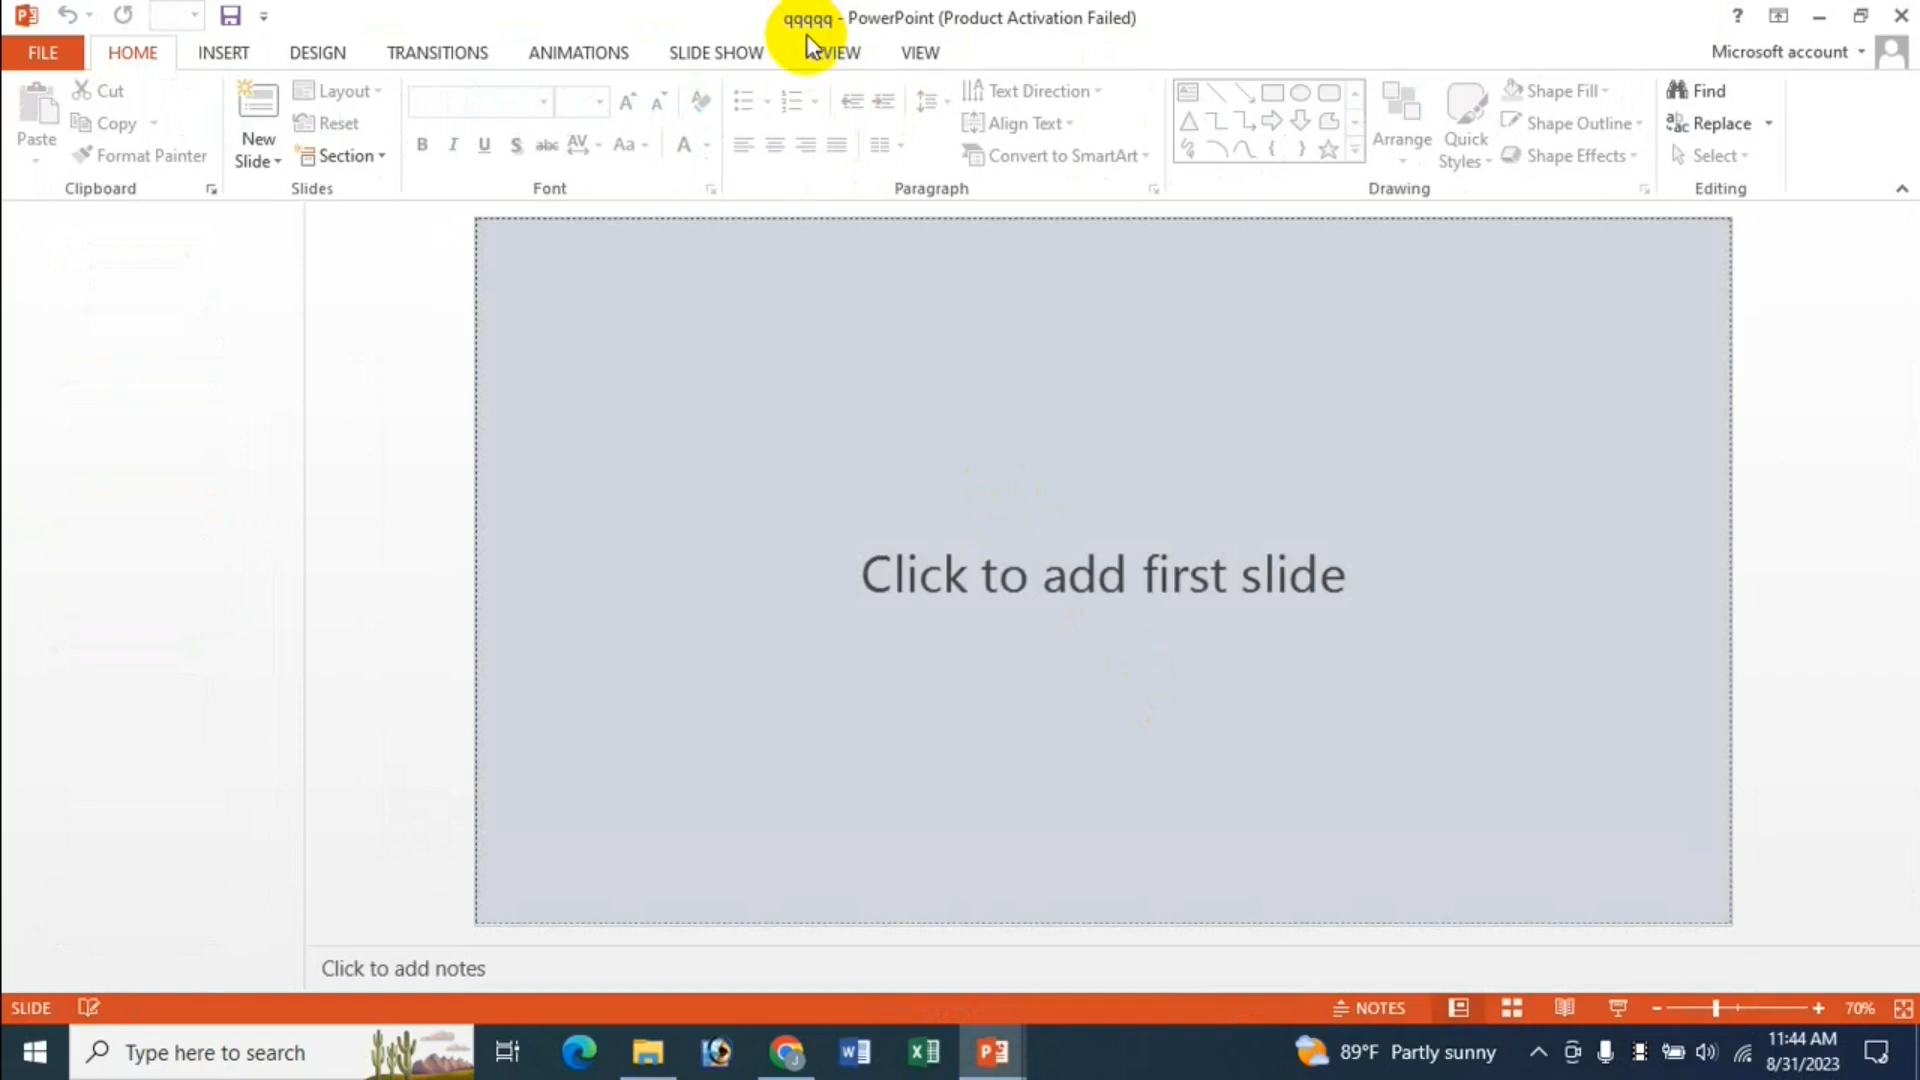 qqqqq - PowerPoint (Product Activation Failed)
FILE HOME INSERT DESIGN TRANSITIONS ANIMATIONS SLIDE SHOW VIEW VIEW
Microsoft account
Paste
Cut
Copy
Format Painter
Clipboard
New Slide
Layout
Reset
Section
Slides
B I U S abc AV Aa A
Font
Text Direction
Align Text
Convert to SmartArt
Paragraph
Arrange
Quick Styles
Shape Fill
Shape Outline
Shape Effects
Drawing
Find
Replace
Select
Editing
Click to add first slide
Click to add notes
SLIDE
NOTES
70%
Type here to search
89°F Partly sunny
11:44 AM
8/31/2023